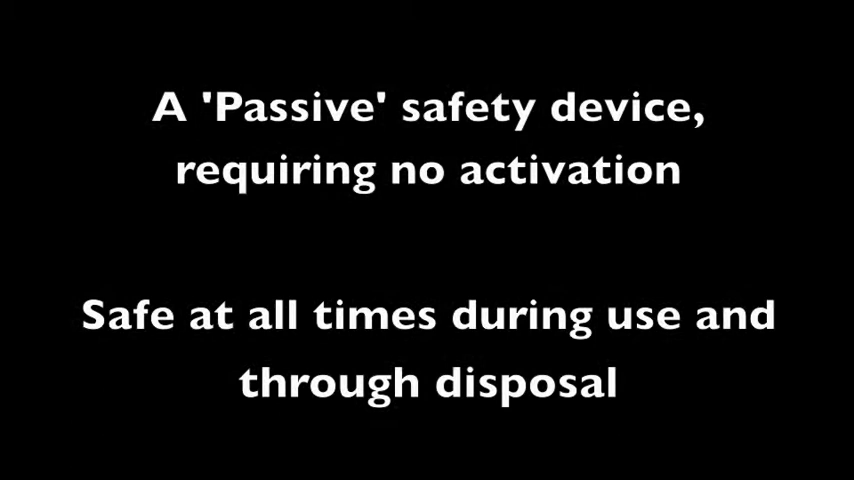 A 'Passive' safety device,
requiring no activation
Safe at all times during use and
through disposal